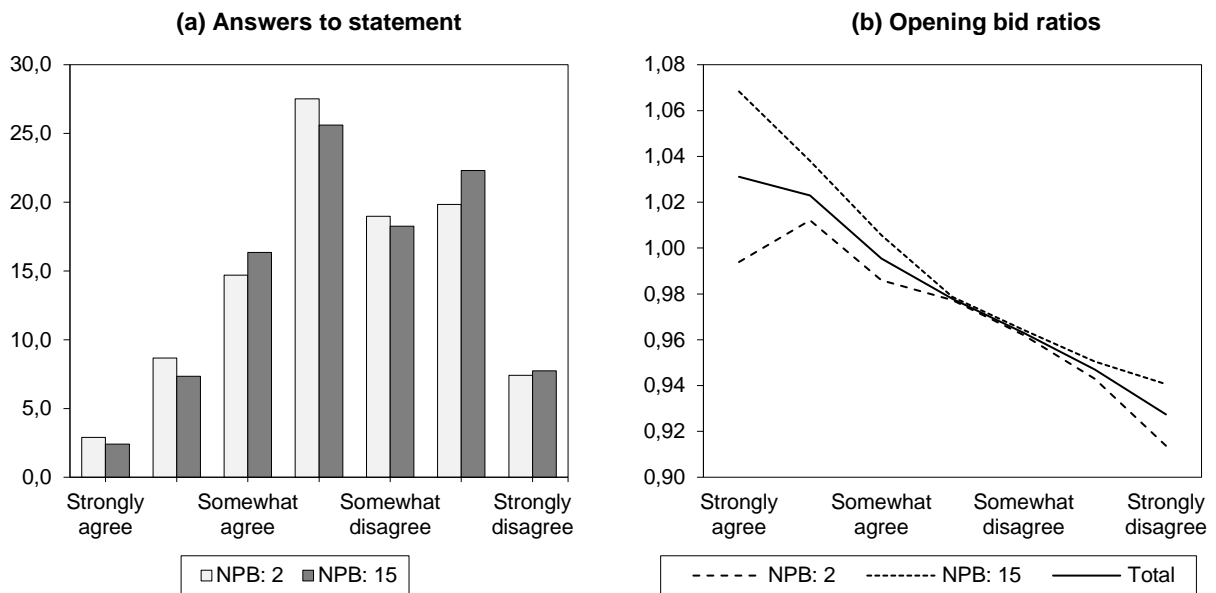 (a) Answers to statement
30,0
25,0
20,0
15,0
10,0
5,0
0,0
Strongly agree
Somewhat agree
Somewhat disagree
Strongly disagree
NPB: 2
NPB: 15
(b) Opening bid ratios
1,08
1,06
1,04
1,02
1,00
0,98
0,96
0,94
0,92
0,90
Strongly agree
Somewhat agree
Somewhat disagree
Strongly disagree
NPB: 2
NPB: 15
Total